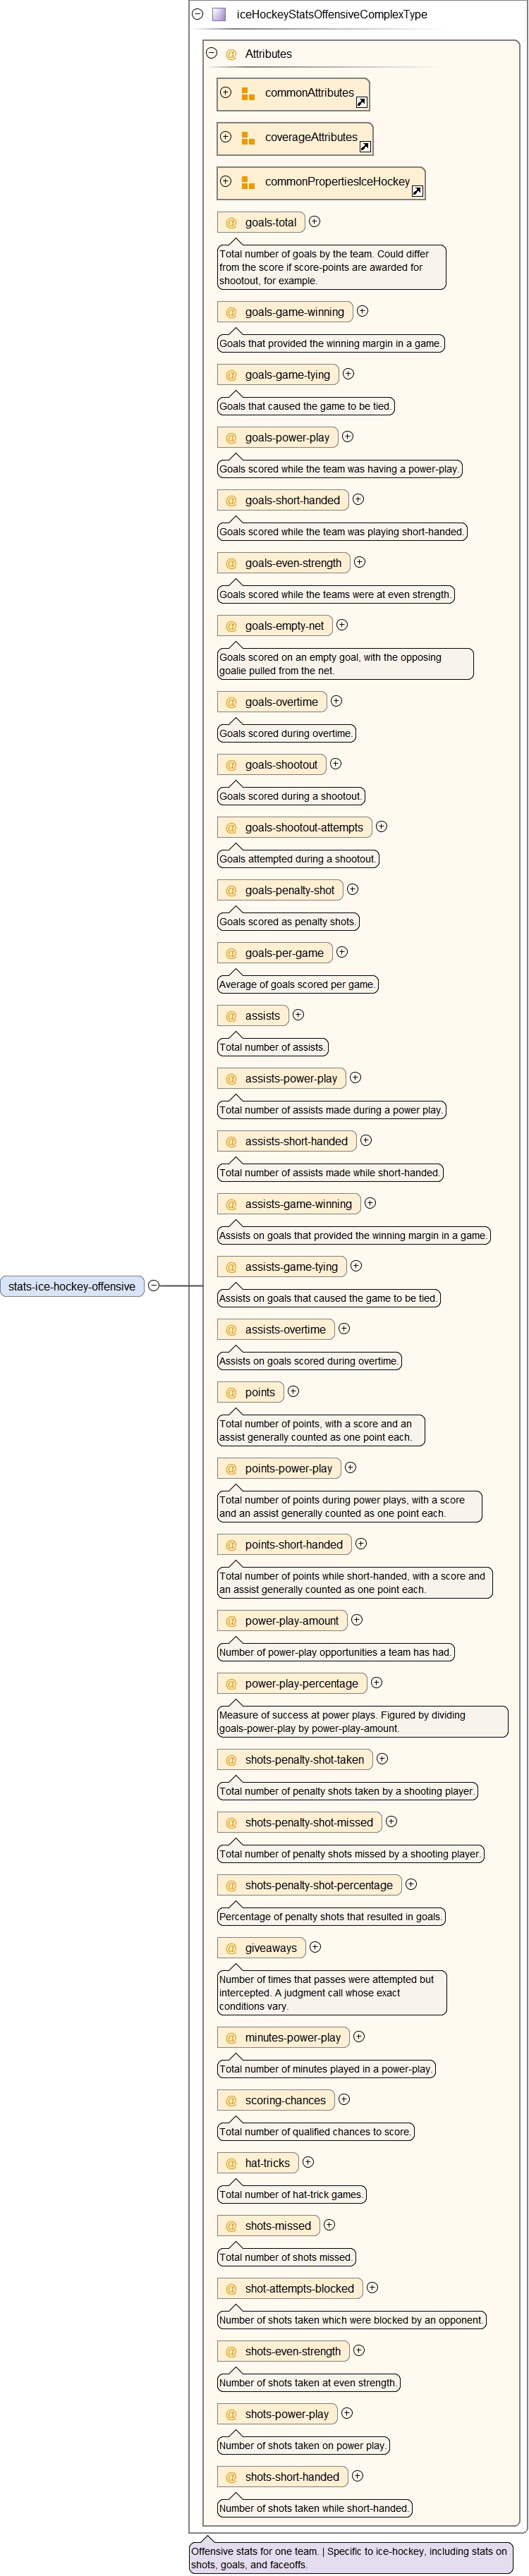 iceHockeyStatsOffensiveComplexType
@ Attributes
commonAttributes
coverageAttributes
commonPropertiesIceHockey
@ goals-total
Total number of goals by the team. Could differ
from the score if score-points are awarded for
shootout, for example.
@ goals-game-winning
Goals that provided the winning margin in a game.
@ goals-game-tying
Goals that caused the game to be tied.
@ goals-power-play
Goals scored while the team was having a power-play.
@ goals-short-handed
Goals scored while the team was playing short-handed.
@ goals-even-strength
Goals scored while the teams were at even strength.
@ goals-empty-net
Goals scored on an empty goal, with the opposing
goalie pulled from the net.
@ goals-overtime
Goals scored during overtime.
@ goals-shootout
Goals scored during a shootout.
@ goals-shootout-attempts
Goals attempted during a shootout.
@ goals-penalty-shot
Goals scored as penalty shots.
@ goals-per-game
Average of goals scored per game.
@ assists
Total number of assists.
@ assists-power-play
Total number of assists made during a power play.
@ assists-short-handed
Total number of assists made while short-handed.
@ assists-game-winning
Assists on goals that provided the winning margin in a game.
@ assists-game-tying
stats-ice-hockey-offensive
Assists on goals that caused the game to be tied.
@ assists-overtime
Assists on goals scored during overtime.
@ points
Total number of points, with a score and an
assist generally counted as one point each.
@ points-power-play
Total number of points during power plays, with a score
and an assist generally counted as one point each.
@ points-short-handed
Total number of points while short-handed, with a score and
an assist generally counted as one point each.
@ power-play-amount
Number of power-play opportunities a team has had.
@ power-play-percentage
Measure of success at power plays. Figured by dividing
goals-power-play by power-play-amount.
@ shots-penalty-shot-taken
Total number of penalty shots taken by a shooting player.
@ shots-penalty-shot-missed
Total number of penalty shots missed by a shooting player.
@ shots-penalty-shot-percentage
Percentage of penalty shots that resulted in goals.
@ giveaways
Number of times that passes were attempted but
intercepted. A judgment call whose exact
conditions vary.
@ minutes-power-play
Total number of minutes played in a power-play.
@ scoring-chances
Total number of qualified chances to score.
@ hat-tricks
Total number of hat-trick games.
@ shots-missed
Total number of shots missed.
@ shot-attempts-blocked
Number of shots taken which were blocked by an opponent.
@ shots-even-strength
Number of shots taken at even strength.
@ shots-power-play
Number of shots taken on power play.
@ shots-short-handed
Number of shots taken while short-handed.
Offensive stats for one team. | Specific to ice-hockey, including stats on
shots, goals, and faceoffs.